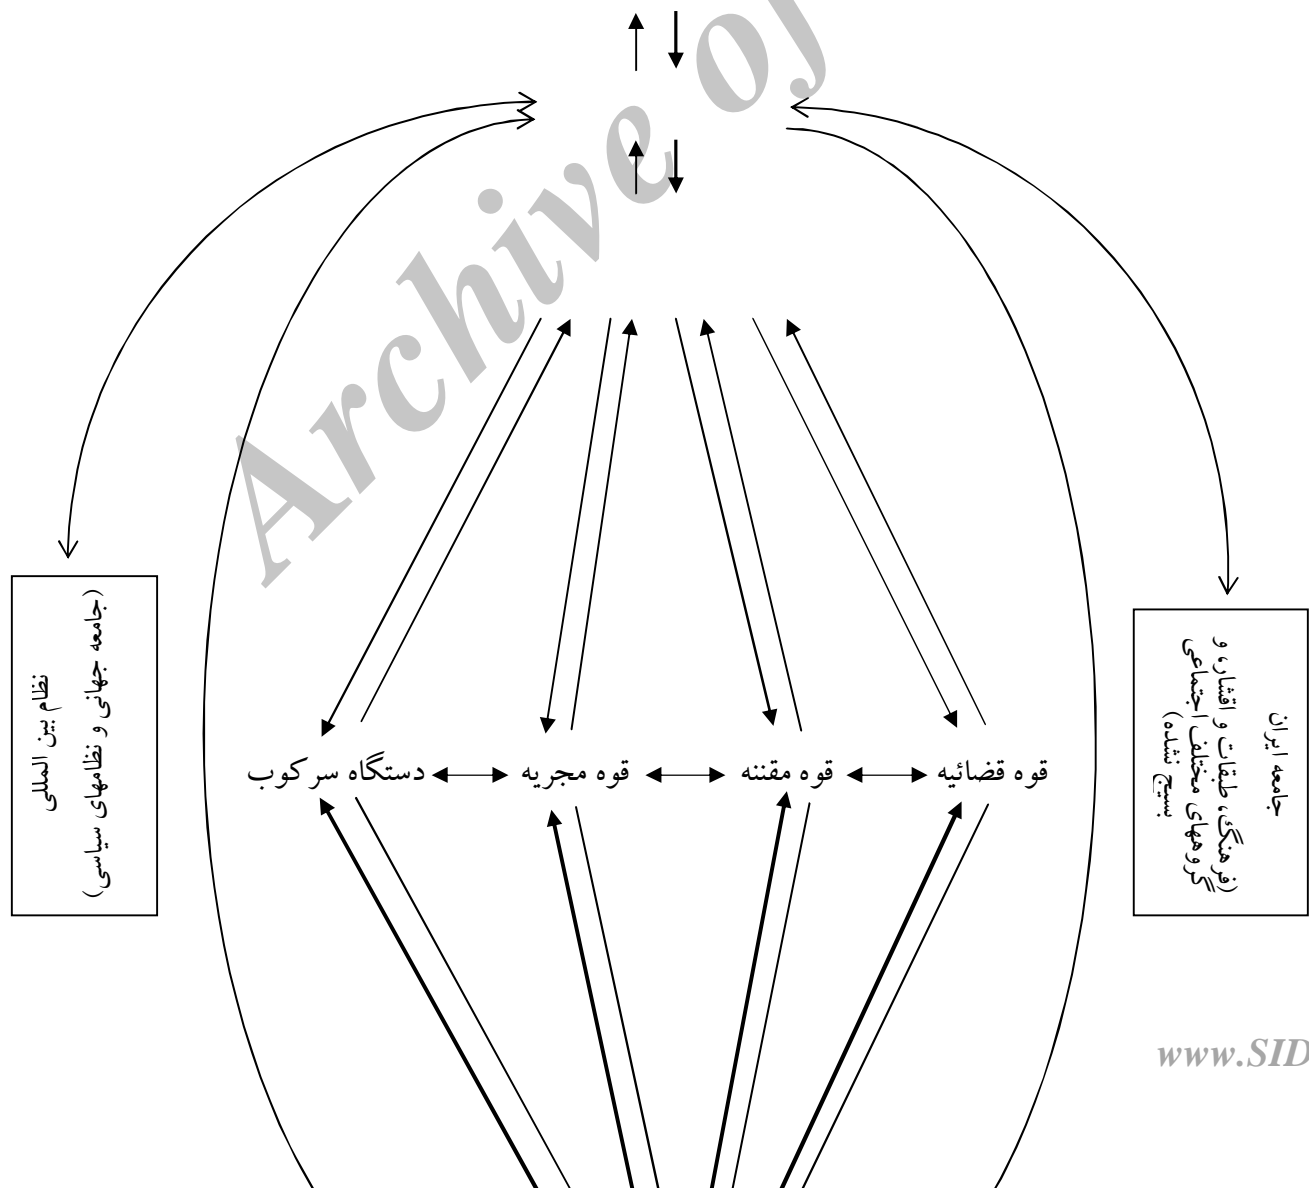 Archive of
قوه قضائیه
قوه مقننه
قوه مجریه
دستگاه سرکوب
جامعه ایران
(فرهنگ، طبقات و اقشار، و
گروههای مختلف اجتماعی
بسیج نشده)
نظام بین المللی
(جامعه جهانی و نظامهای سیاسی)
www.SID